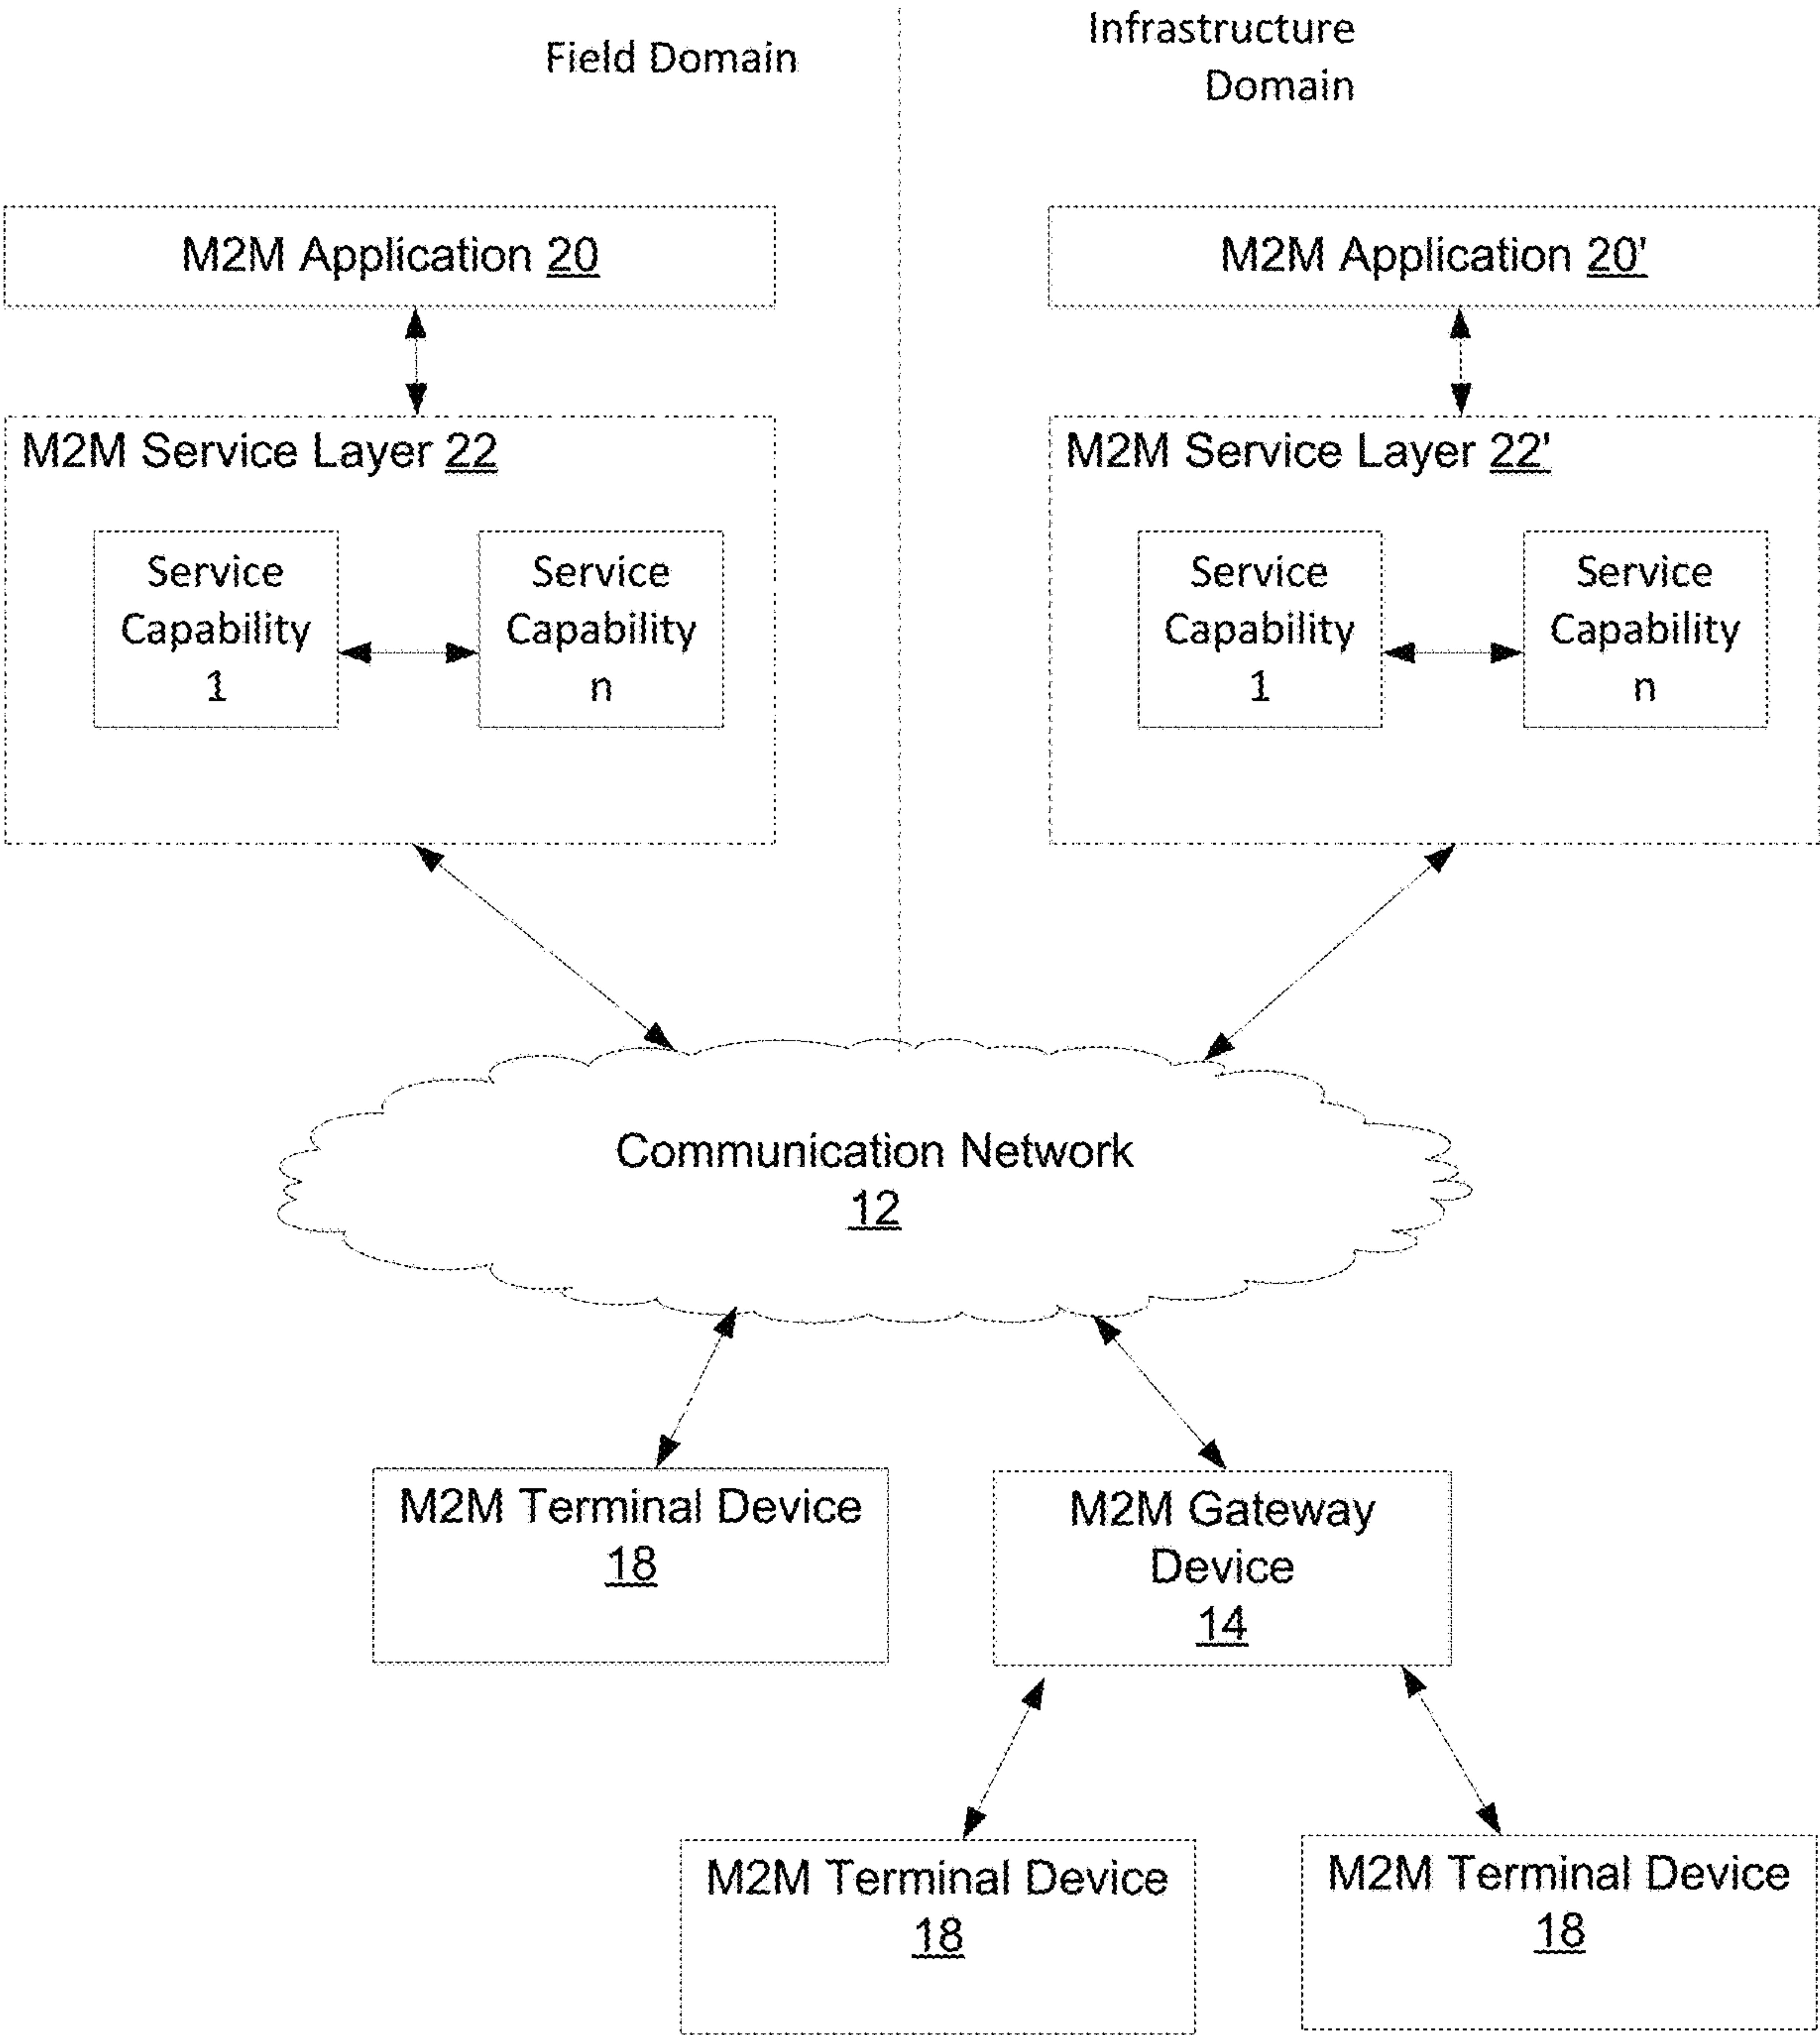 Field Domain
Infrastructure
Domain
M2M Application 20
M2M Application 20'
M2M Service Layer 22
M2M Service Layer 22'
Service
Capability
1
Service
Capability
n
Service
Capability
1
Service
Capability
n
Communication Network
12
M2M Terminal Device
18
M2M Gateway
Device
14
M2M Terminal Device
18
M2M Terminal Device
18